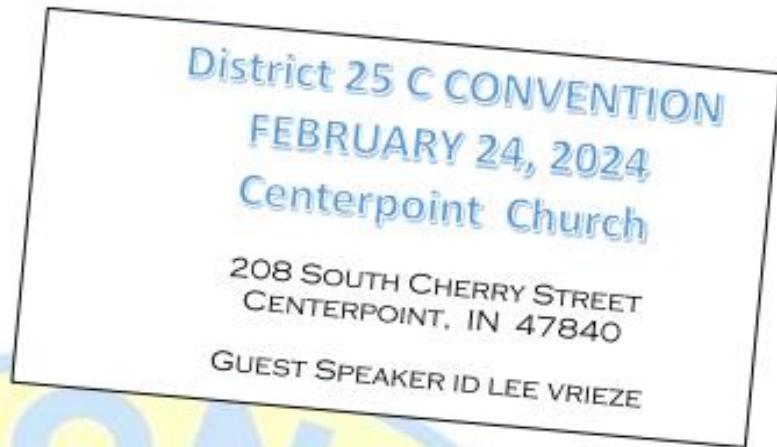 District 25 C CONVENTION
FEBRUARY 24, 2024
Centerpoint Church
208 SOUTH CHERRY STREET
CENTERPOINT, IN 47840
GUEST SPEAKER ID LEE VRIEZE
ON